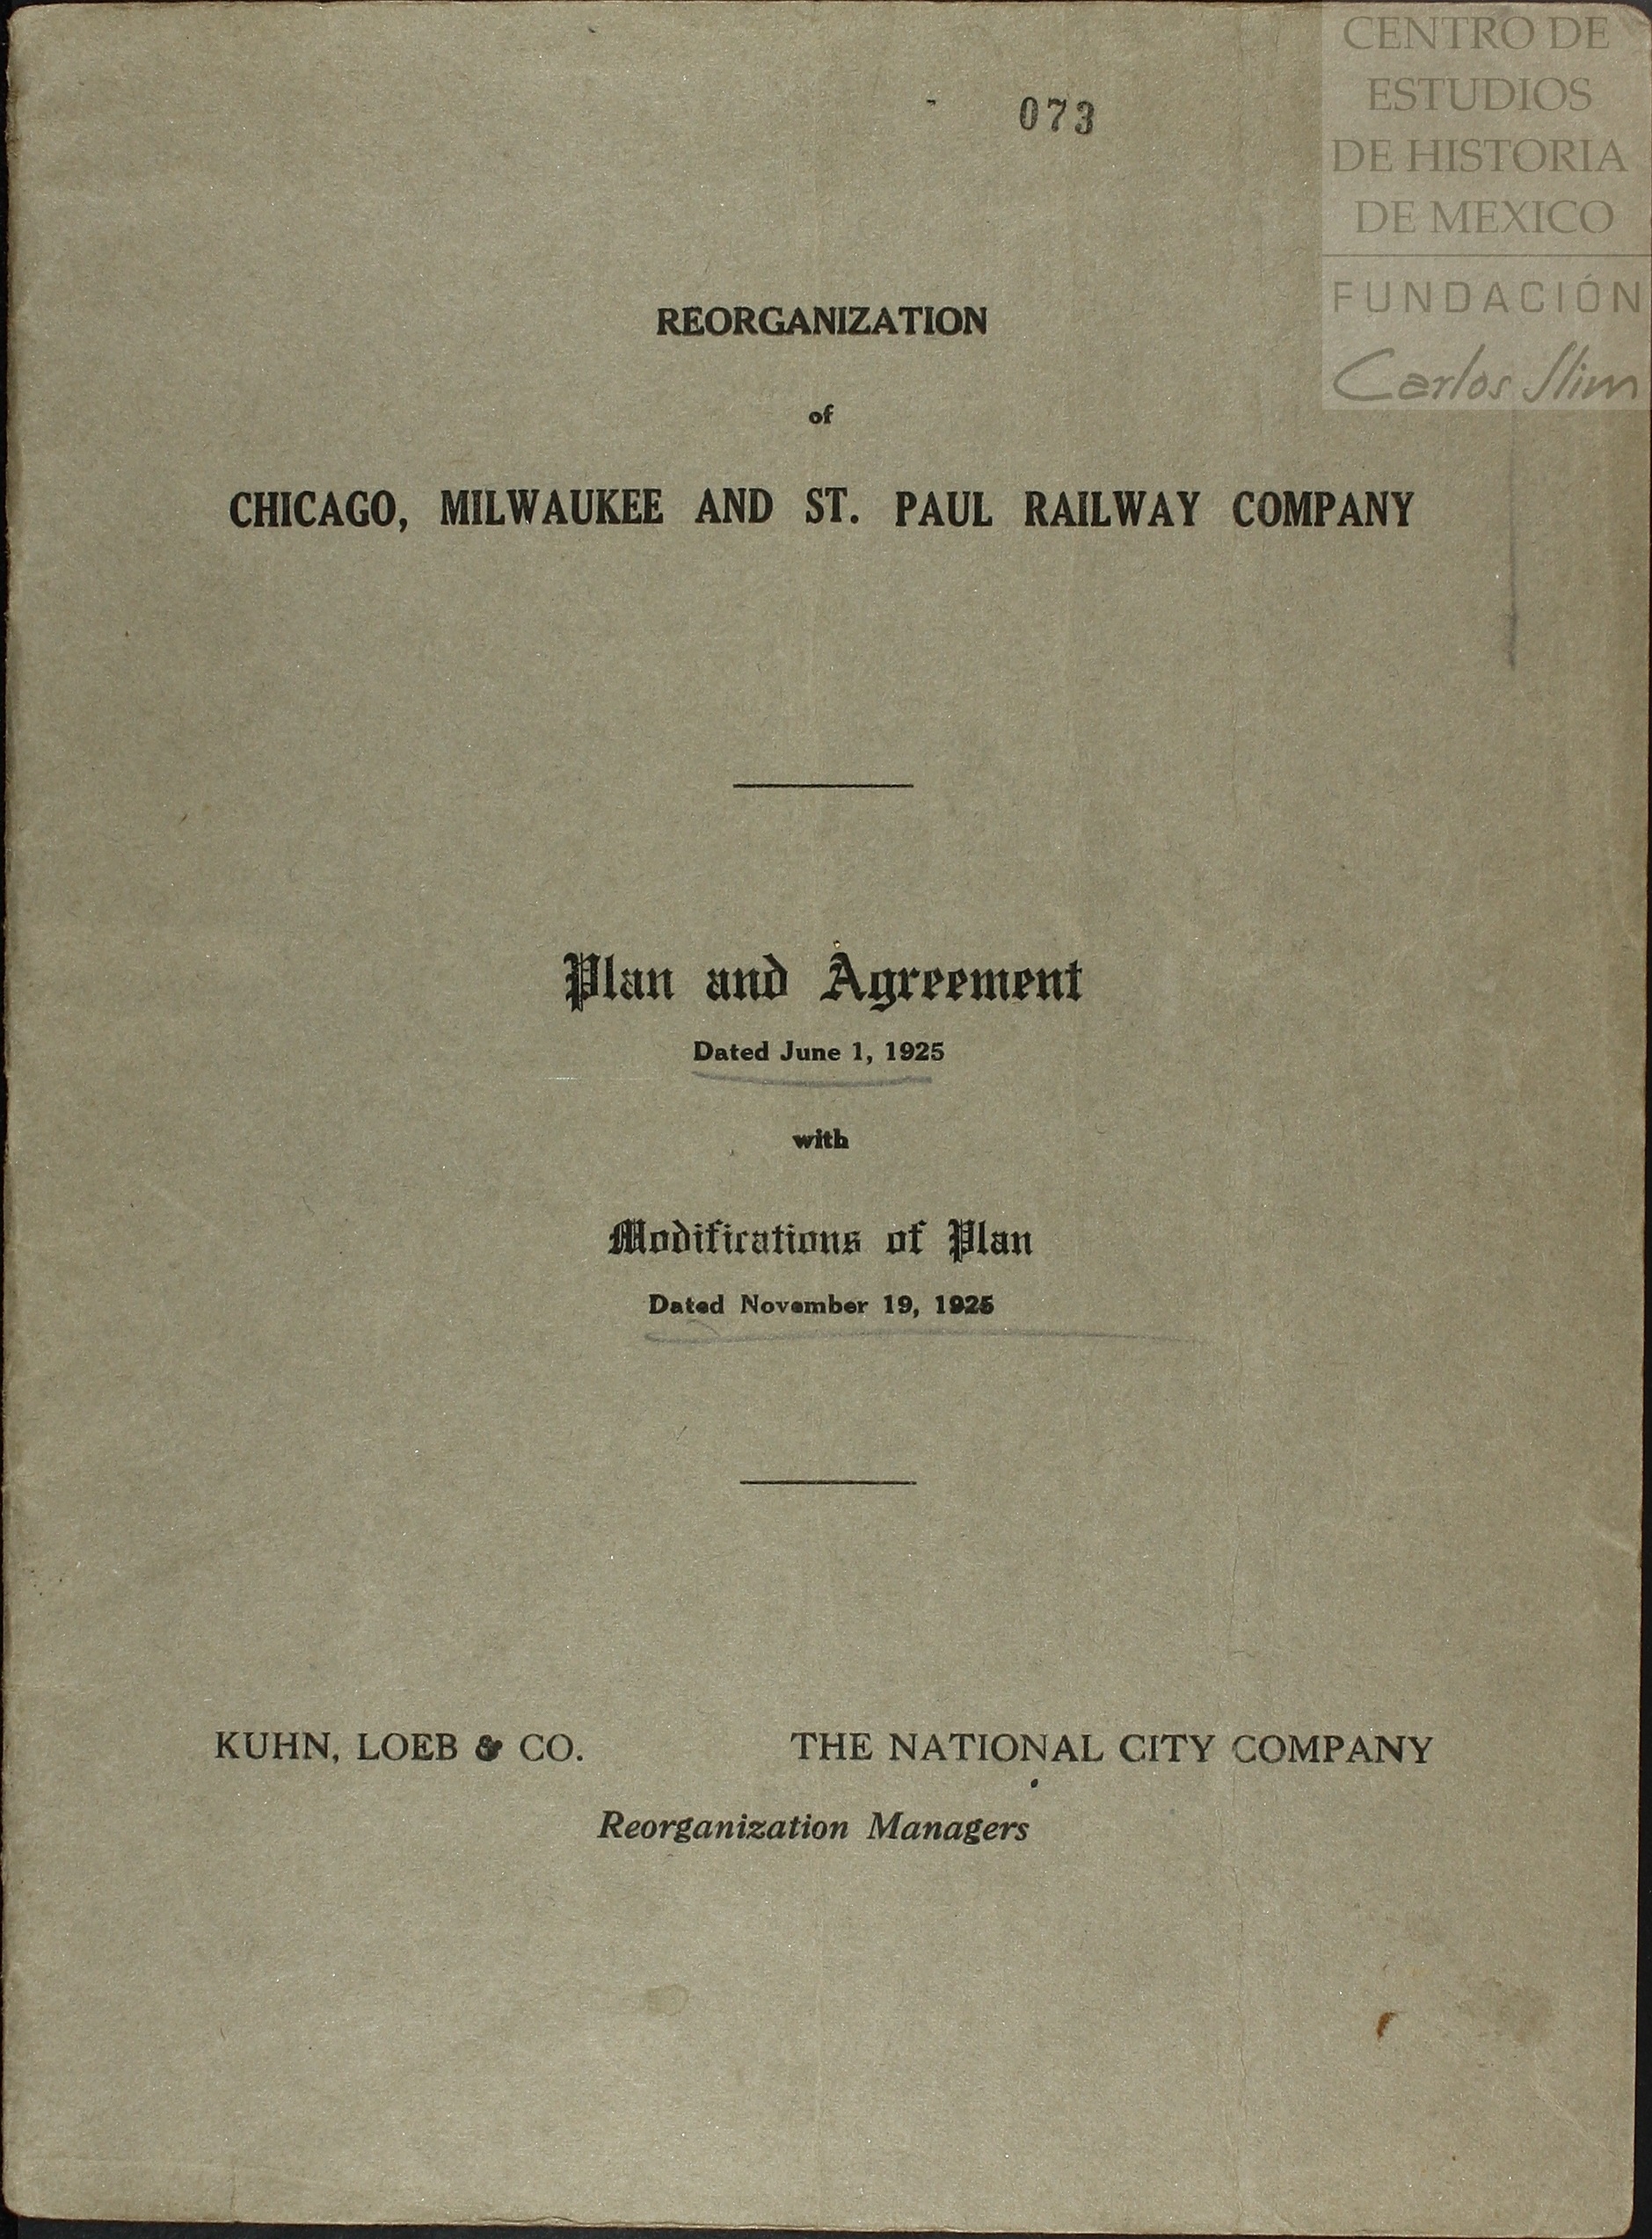 CENTRO DE
ESTUDIOS
DE HISTORIA
DE MEXICO
FUNDACIÓN
Carlos Slim
073
REORGANIZATION
of
CHICAGO, MILWAUKEE AND ST. PAUL RAILWAY COMPANY
Plan and Agreement
Dated June 1, 1925
with
Modifications of Plan
Dated November 19, 1925
KUHN, LOEB & CO. THE NATIONAL CITY COMPANY
Reorganization Managers